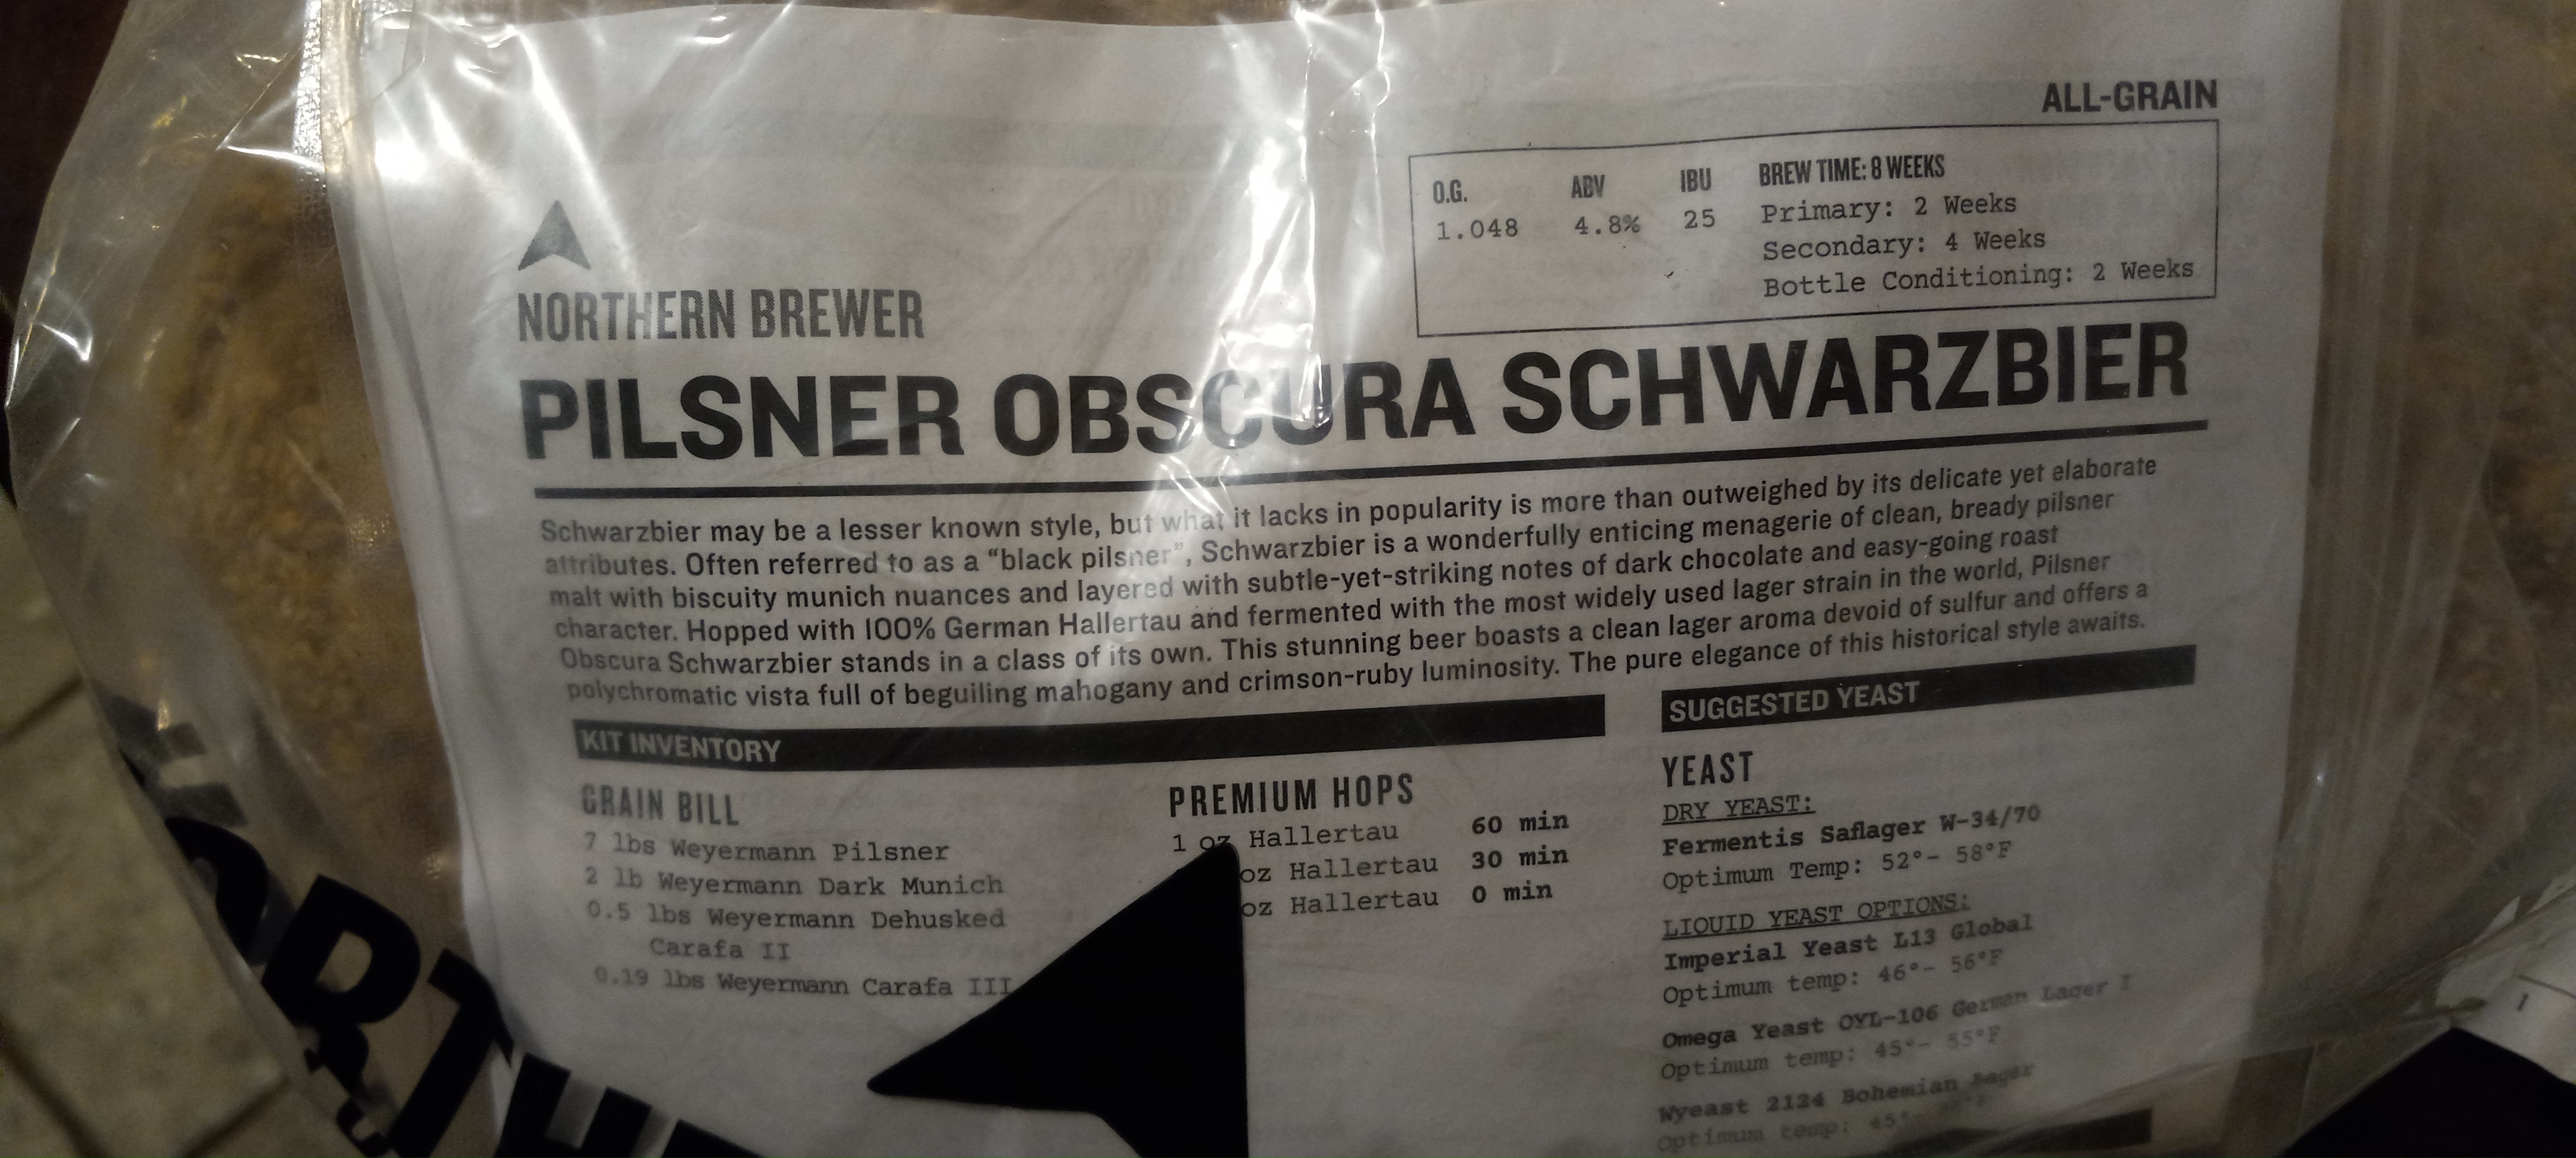 ALL-GRAIN
O.G. ABV IBU BREW TIME: 8 WEEKS
1.048 4.8% 25 Primary: 2 Weeks
Secondary: 4 Weeks
Bottle Conditioning: 2 Weeks
NORTHERN BREWER
PILSNER OBSCURA SCHWARZBIER
Schwarzbier may be a lesser known style, but what it lacks in popularity is more than outweighed by its delicate yet elaborate
attributes. Often referred to as a “black pilsner”, Schwarzbier is a wonderfully enticing menagerie of clean, bready pilsner
malt with biscuity munich nuances and layered with subtle-yet-striking notes of dark chocolate and easy-going roast
character. Hopped with 100% German Hallertau and fermented with the most widely used lager strain in the world, Pilsner
Obscura Schwarzbier stands in a class of its own. This stunning beer boasts a clean lager aroma devoid of sulfur and offers a
polychromatic vista full of beguiling mahogany and crimson-ruby luminosity. The pure elegance of this historical style awaits.
KIT INVENTORY
GRAIN BILL
7 lbs Weyermann Pilsner
2 lb Weyermann Dark Munich
0.5 lbs Weyermann Dehusked
Carafa II
0.19 lbs Weyermann Carafa III
PREMIUM HOPS
1 oz Hallertau 60 min
oz Hallertau 30 min
oz Hallertau 0 min
SUGGESTED YEAST
YEAST
DRY YEAST:
Fermentis Saflager W-34/70
Optimum Temp: 52°- 58°F
LIQUID YEAST OPTIONS:
Imperial Yeast L13 Global
Optimum temp: 46°- 56°F
Omega Yeast OYL-106 German Lager I
Optimum temp: 45°- 55°F
Wyeast 2124 Bohemian Lager
Optimum temp: 45°-